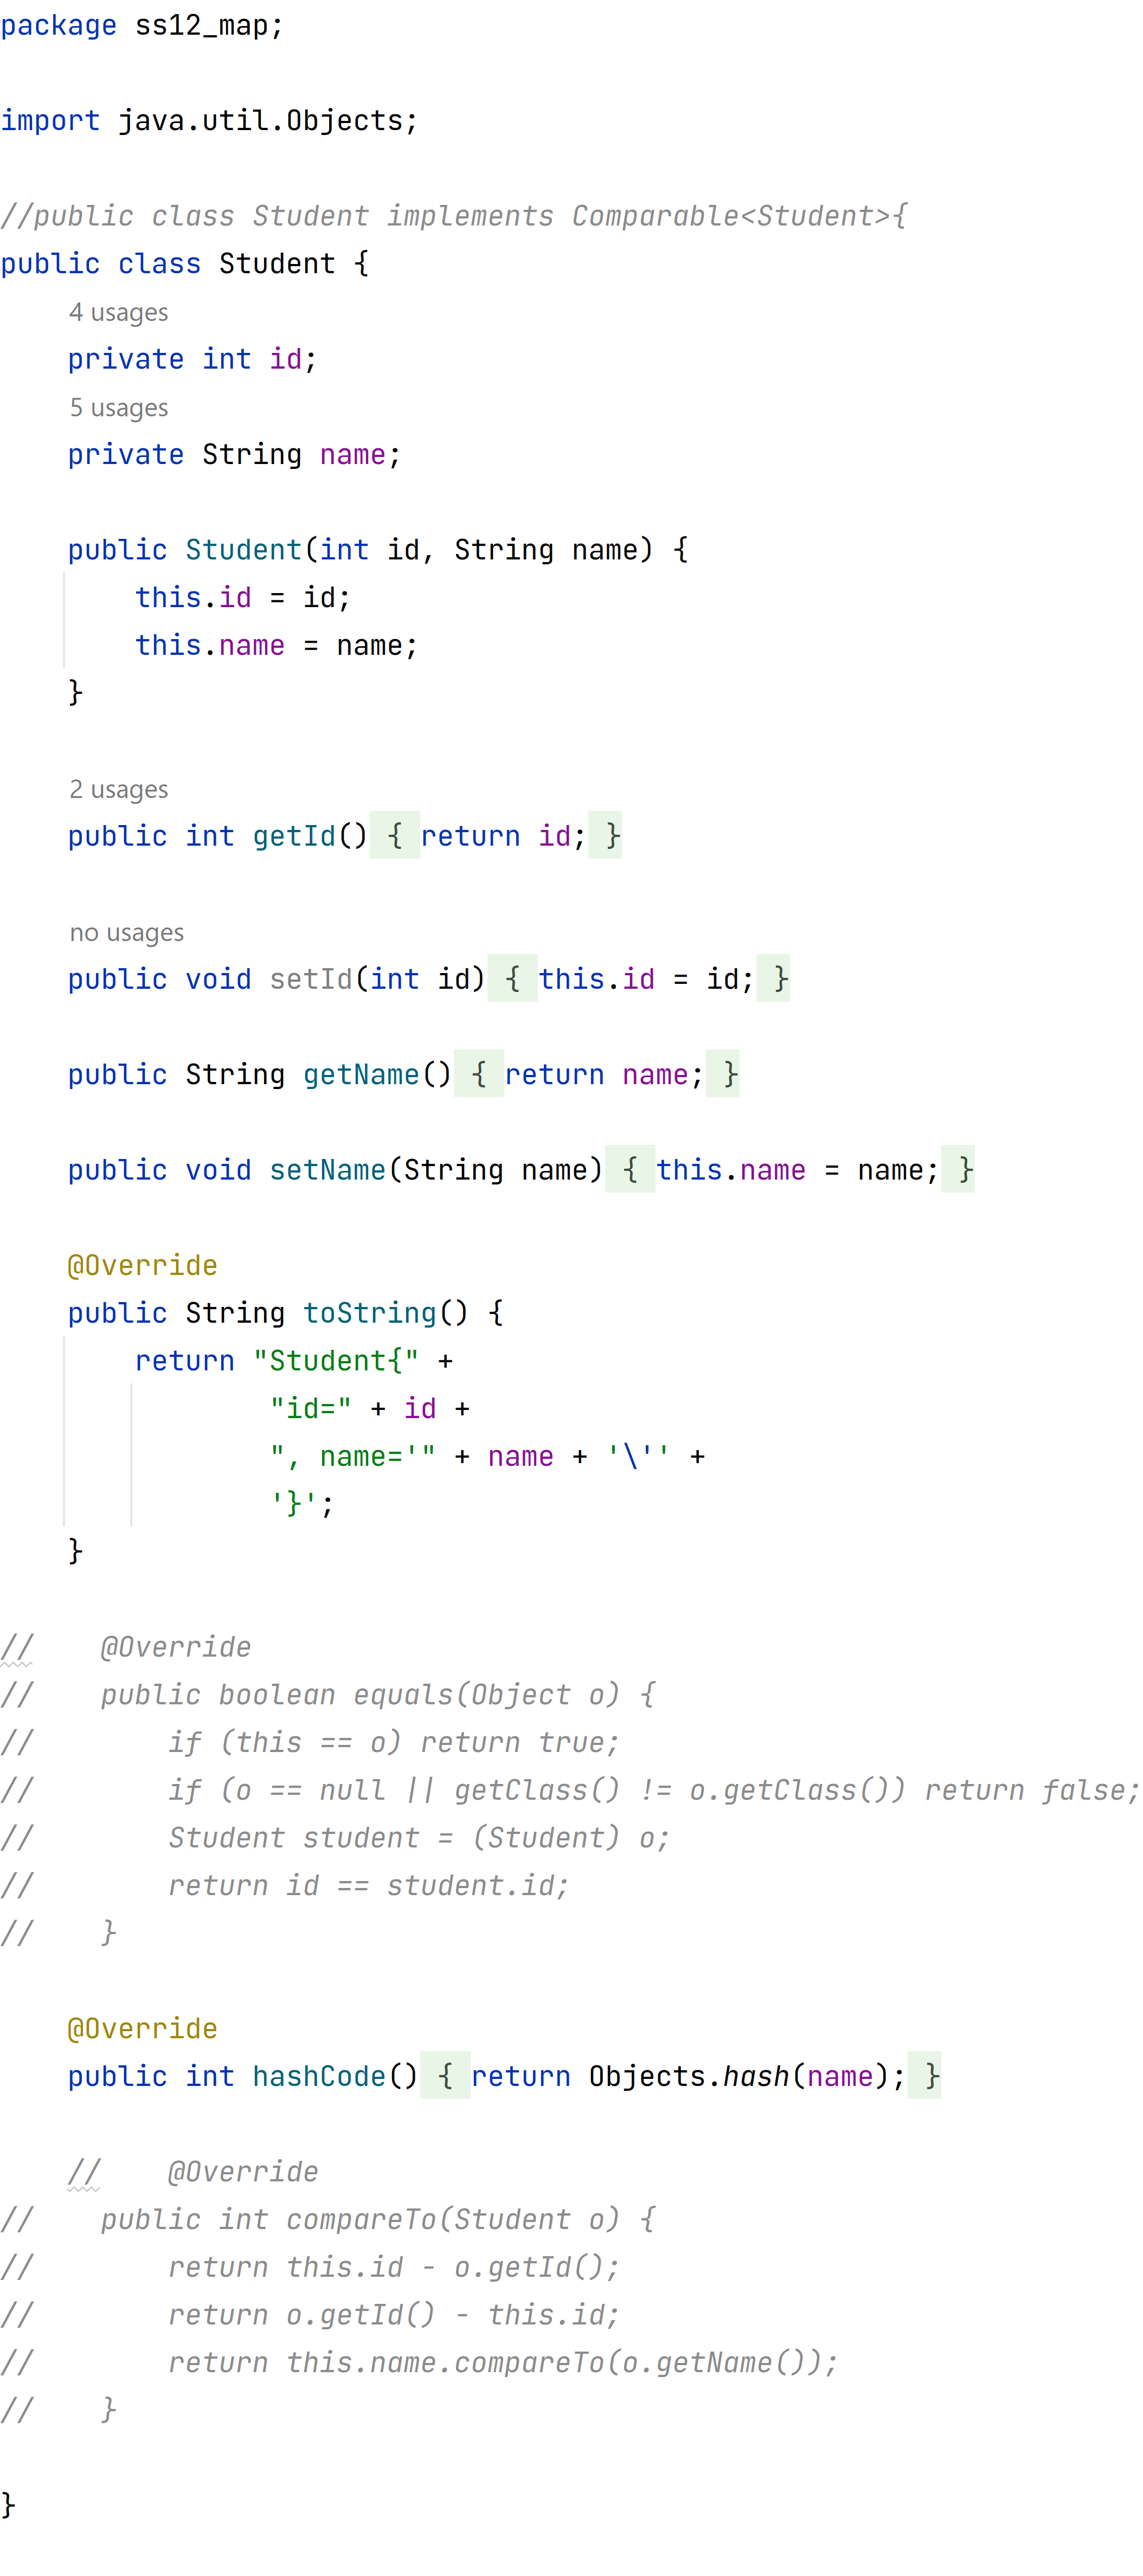 package ss12_map;
import java.util.Objects;
//public class Student implements Comparable<Student>{
public class Student {
4 usages
private int id;
5 usages
private String name;
public Student(int id, String name) {
this.id = id;
this.name = name;
}
2 usages
public int getId() { return id; }
no usages
public void setId(int id) { this.id = id; }
public String getName() { return name; }
public void setName(String name) { this.name = name; }
@Override
public String toString() {
return "Student{" +
"id=" + id +
", name='" + name + '\'' +
'}';
}
//    @Override
//    public boolean equals(Object o) {
//        if (this == o) return true;
//        if (o == null || getClass() != o.getClass()) return false;
//        Student student = (Student) o;
//        return id == student.id;
//    }
@Override
public int hashCode() { return Objects.hash(name); }
//    @Override
//    public int compareTo(Student o) {
//        return this.id - o.getId();
//        return o.getId() - this.id;
//        return this.name.compareTo(o.getName());
//    }
}